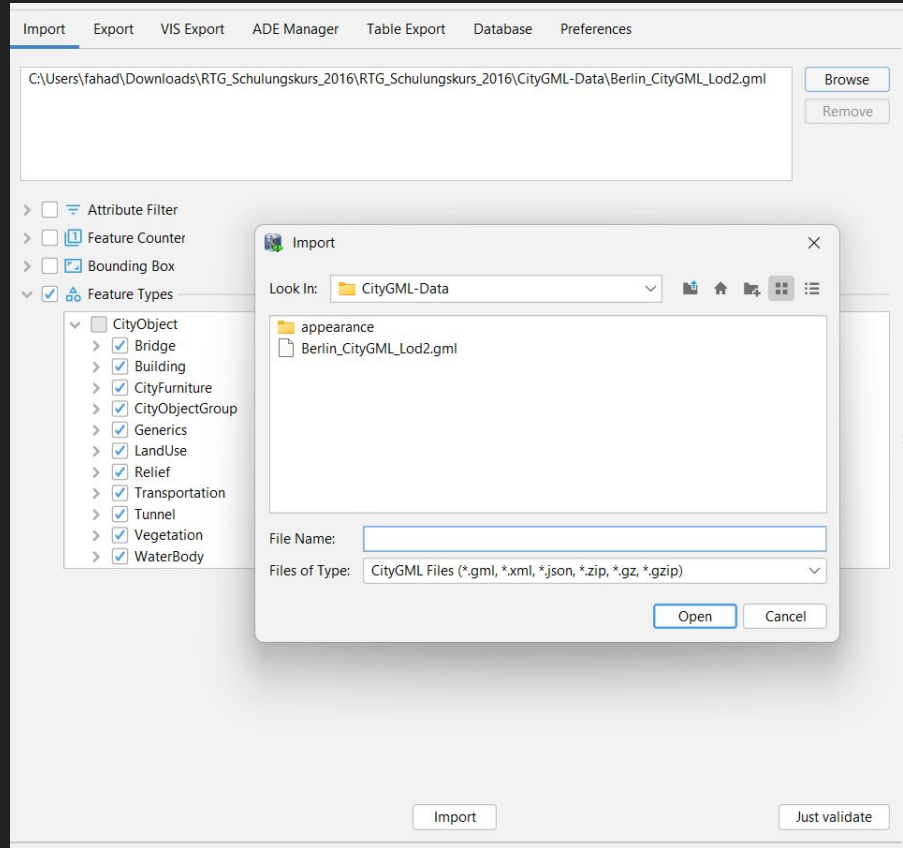 Import Export VIS Export ADE Manager Table Export Database Preferences
C:\Users\fahad\Downloads\RTG_Schulungskurs_2016\RTG_Schulungskurs_2016\CityGML-Data\Berlin_CityGML_Lod2.gml
Browse
Remove
Attribute Filter
Feature Counter
Bounding Box
Feature Types
CityObject
Bridge
Building
CityFurniture
CityObjectGroup
Generics
LandUse
Relief
Transportation
Tunnel
Vegetation
WaterBody
Import
Look In: CityGML-Data
appearance
Berlin_CityGML_Lod2.gml
File Name:
Files of Type: CityGML Files (*.gml, *.xml, *.json, *.zip, *.gz, *.gzip)
Open Cancel
Import Just validate